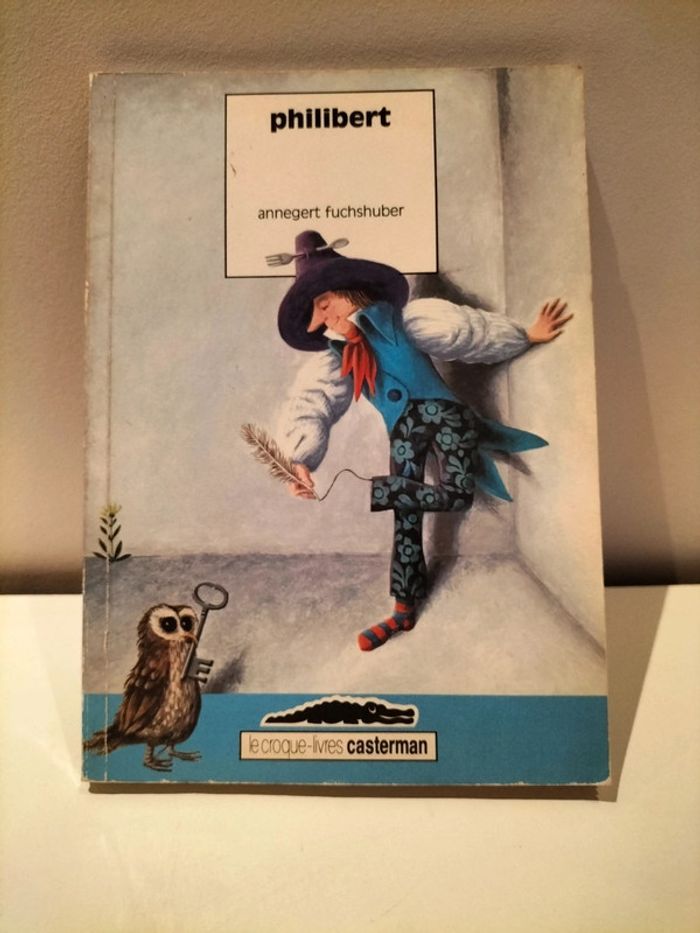 philibert
annegert fuchshuber
le croque-livres casterman